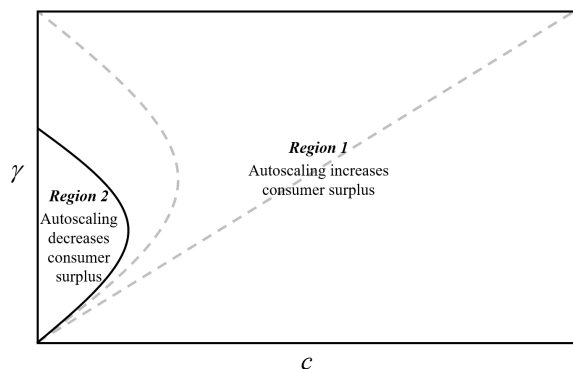 Region 1
Autoscaling increases
consumer surplus
γ
Region 2
Autoscaling
decreases
consumer
surplus
c